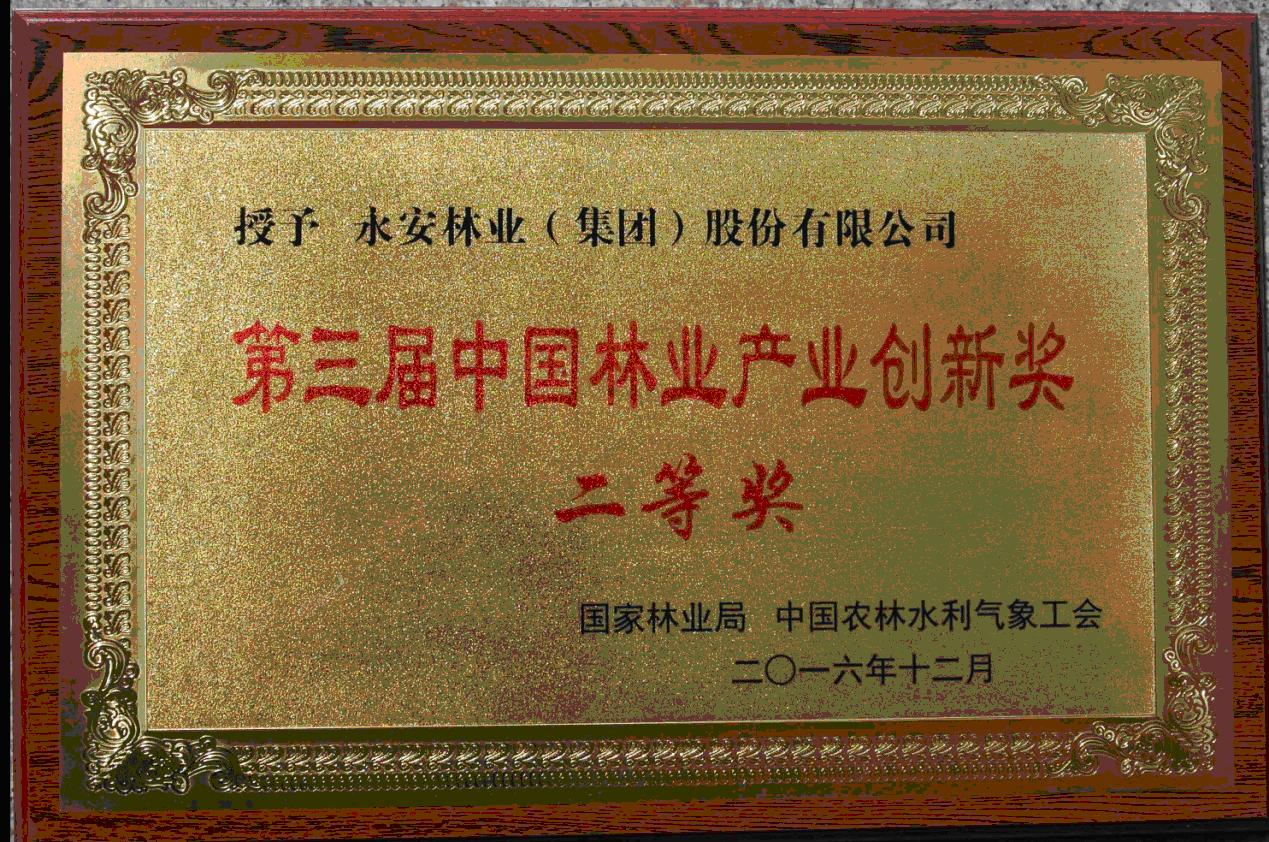 授予 永安林业（集团）股份有限公司
第三届中国林业产业创新奖
二等奖
国家林业局 中国农林水利气象工会
二〇一六年十二月